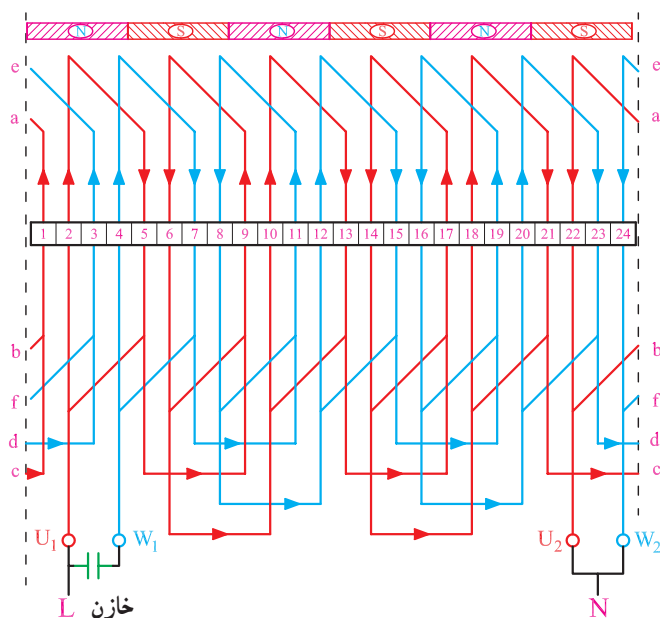 N S N S N S
e e
a a
1 2 3 4 5 6 7 8 9 10 11 12 13 14 15 16 17 18 19 20 21 22 23 24
b b
f f
d d
c c
U1 W1 U2 W2
L خازن N